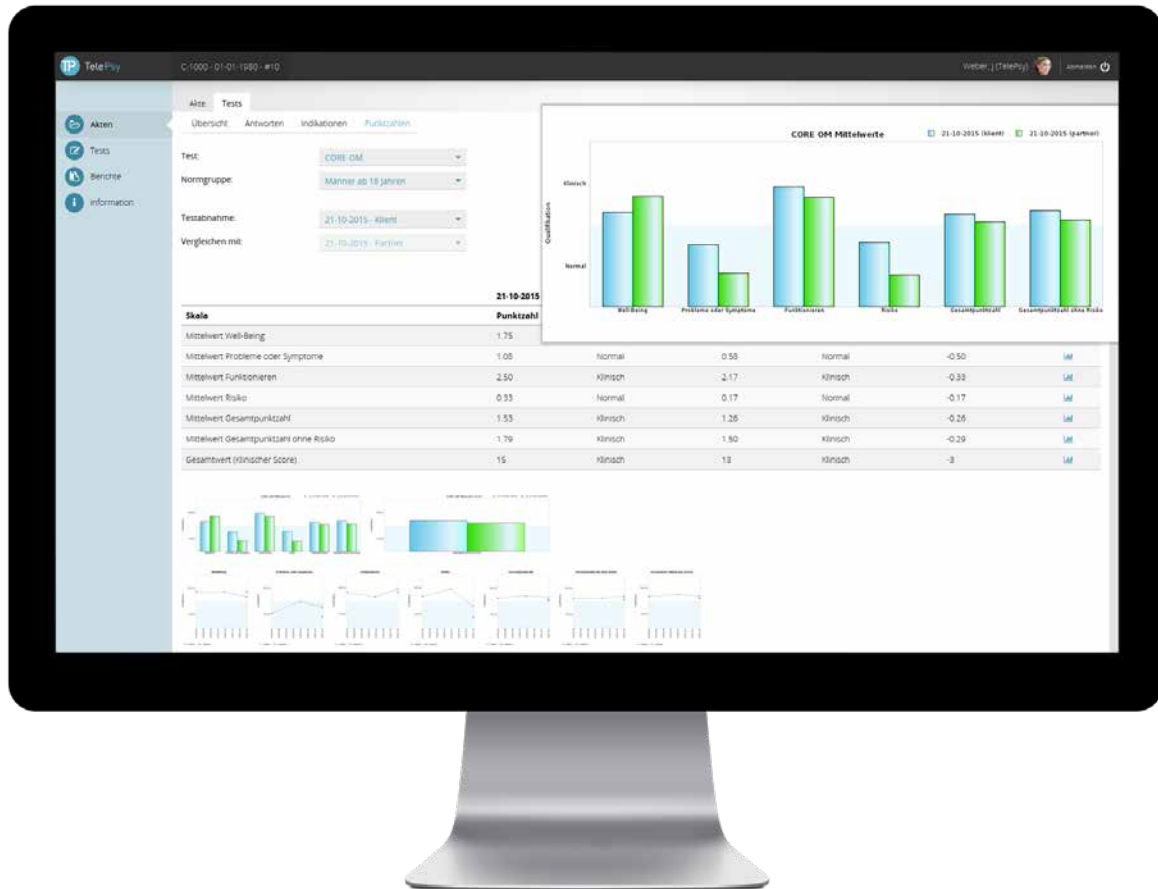 TP TelePsy
C:1000 - 01-01-1980 - #10
Weber, J (TelePsy)
Abmelden
Akten
Tests
Berichte
Information
Akte Tests
Übersicht Antworten Indikationen Punktzahlen
Test: CORE OM
Normgruppe: Männer ab 18 Jahren
Testabnahme: 21-10-2015 - Klient
Vergleichen mit: 21-10-2015 - Partner
CORE OM Mittelwerte
21-10-2015 (klient) 21-10-2015 (partner)
Qualifikation
Klinisch
Normal
Well-Being Probleme oder Symptome Funktionieren Risiko Gesamtpunktzahl Gesamtpunktzahl ohne Risiko
21-10-2015
Skala Punktzahl
Mittelwert Well-Being 1.75
Mittelwert Probleme oder Symptome 1.08 Normal 0.58 Normal -0.50
Mittelwert Funktionieren 2.50 Klinisch 2.17 Klinisch -0.33
Mittelwert Risiko 0.33 Normal 0.17 Normal -0.17
Mittelwert Gesamtpunktzahl 1.53 Klinisch 1.26 Klinisch -0.26
Mittelwert Gesamtpunktzahl ohne Risiko 1.79 Klinisch 1.50 Klinisch -0.29
Gesamtwert (Klinischer Score) 15 Klinisch 13 Klinisch -3